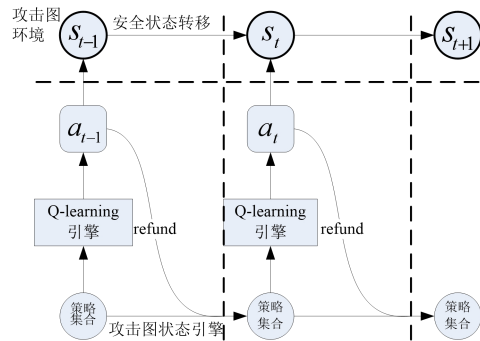 攻击图
环境
s_{t-1}
安全状态转移
s_t
s_{t+1}
a_{t-1}
a_t
Q-learning
引擎
refund
Q-learning
引擎
refund
策略
集合
攻击图状态引擎
策略
集合
策略
集合